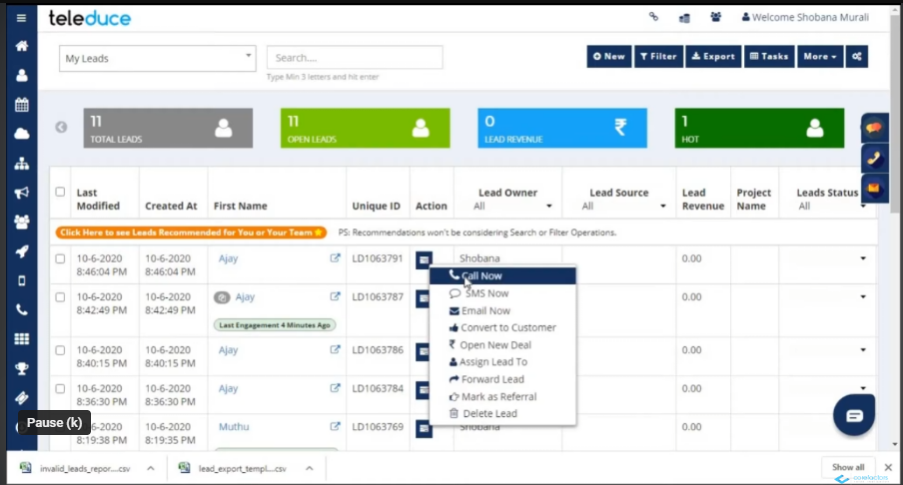 teleduce
Welcome Shobana Murali
My Leads
Search....
New
Filter
Export
Tasks
More
Type Min 3 letters and hit enter
11
TOTAL LEADS
11
OPEN LEADS
0
LEAD REVENUE
₹
1
HOT
Last Modified
Created At
First Name
Unique ID
Action
Lead Owner
All
Lead Source
All
Lead Revenue
Project Name
Leads Status
All
Click Here to see Leads Recommended for You or Your Team
PS: Recommendations won't be considering Search or Filter Operations.
10-6-2020 8:46:04 PM
10-6-2020 8:46:04 PM
Ajay
LD1063791
Shobana
0.00
10-6-2020 8:42:49 PM
10-6-2020 8:42:49 PM
Ajay
LD1063787
0.00
Last Engagement 4 Minutes Ago
10-6-2020 8:40:15 PM
10-6-2020 8:40:15 PM
Ajay
LD1063786
0.00
10-6-2020 8:36:30 PM
10-6-2020 8:36:30 PM
Ajay
LD1063784
0.00
10-6-2020 8:19:38 PM
10-6-2020 8:19:35 PM
Muthu
LD1063769
Shobana
0.00
Call Now
SMS Now
Email Now
Convert to Customer
₹ Open New Deal
Assign Lead To
Forward Lead
Mark as Referral
Delete Lead
Pause (k)
invalid_leads_repor....csv
lead_export_templ....csv
Show all
corefactors